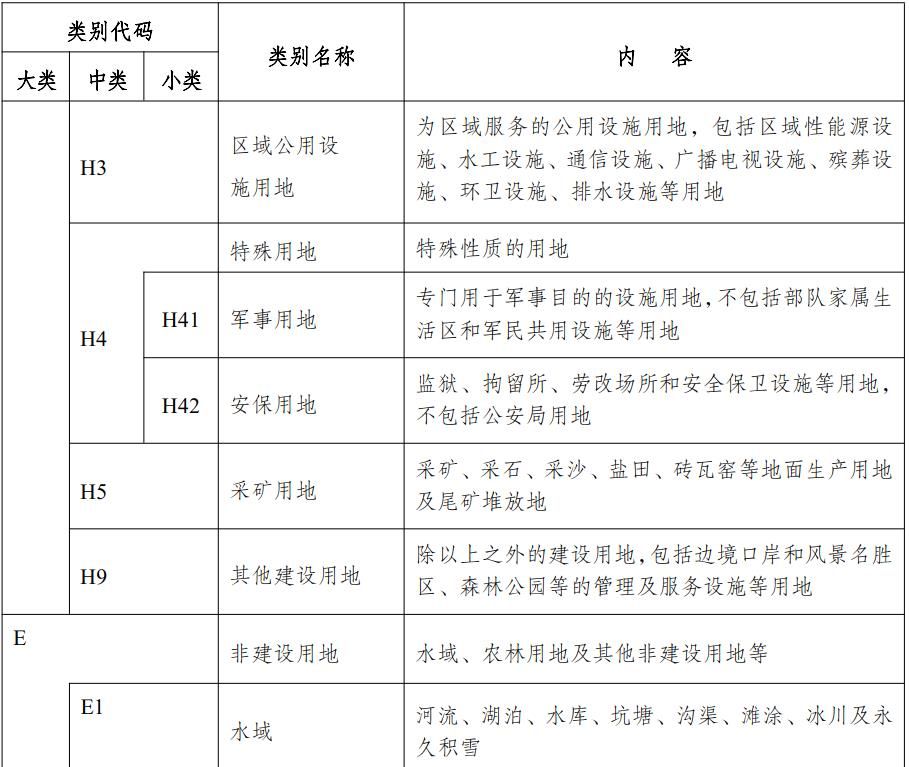 类别代码
类别名称
内 容
大类 中类 小类
H3
区域公用设
施用地
为区域服务的公用设施用地，包括区域性能源设
施、水工设施、通信设施、广播电视设施、殡葬设
施、环卫设施、排水设施等用地
H4
特殊用地
特殊性质的用地
H41
军事用地
专门用于军事目的的设施用地，不包括部队家属生
活区和军民共用设施等用地
H42
安保用地
监狱、拘留所、劳改场所和安全保卫设施等用地，
不包括公安局用地
H5
采矿用地
采矿、采石、采沙、盐田、砖瓦窑等地面生产用地
及尾矿堆放地
H9
其他建设用地
除以上之外的建设用地，包括边境口岸和风景名胜
区、森林公园等的管理及服务设施等用地
E
非建设用地
水域、农林用地及其他非建设用地等
E1
水域
河流、湖泊、水库、坑塘、沟渠、滩涂、冰川及永
久积雪